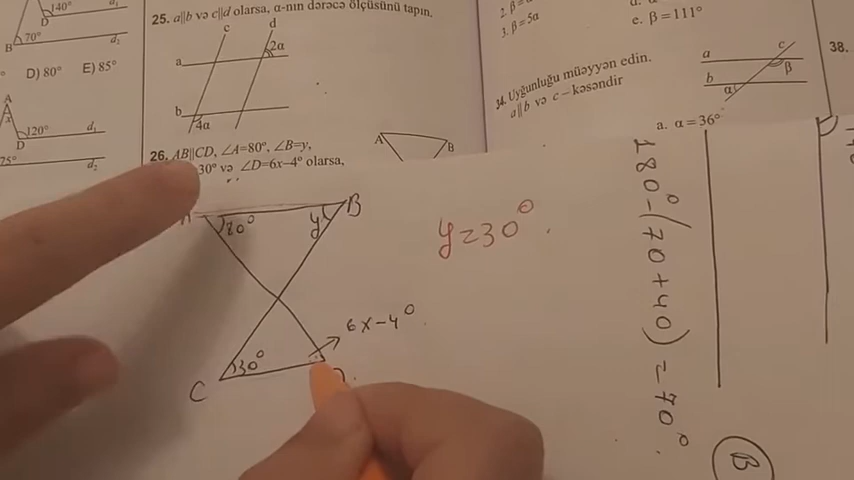 140°
D
70°
B
d₂
D) 80° E) 85°
A
x
120°
D
d₁
75°
d₂
25. a||b və c||d olarsa, α-nın dərəcə ölçüsünü tapın.
c
d
a
2α
b
4α
26. AB||CD, ∠A=80°, ∠B=y,
30° və ∠D=6x–4° olarsa,
A
B
3. β=5α
c. β=111°
34. Uyğunluğu müəyyən edin.
a||b və c – kəsəndir
a
b
c
α
β
a. α=36°
38.
80°
y
B
C
30°
6x-4°
y=30°.
180°-(70+40)=70°
B